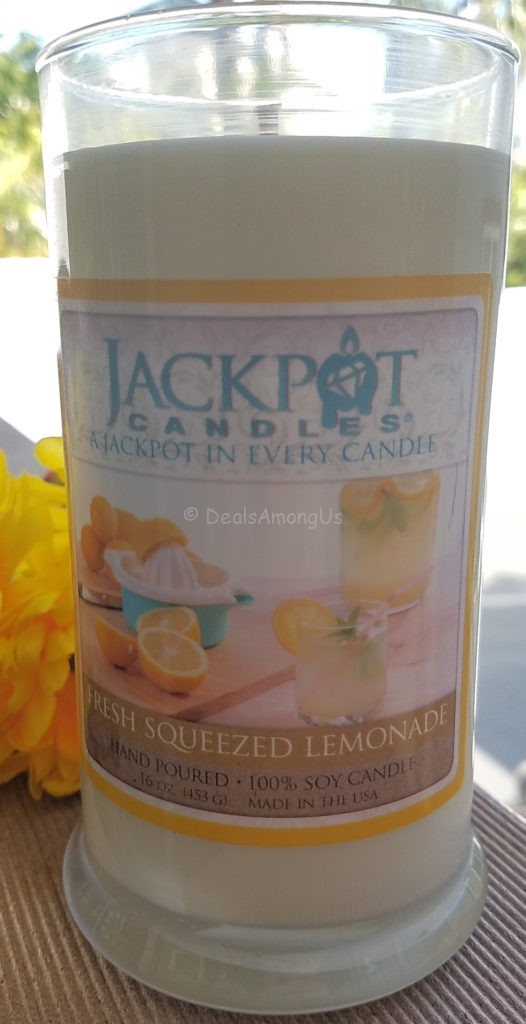 JACKPOT
CANDLES®
A JACKPOT IN EVERY CANDLE
© DealsAmongUs
FRESH SQUEEZED LEMONADE
HAND POURED • 100% SOY CANDLE
16 OZ. (453 G) MADE IN THE USA